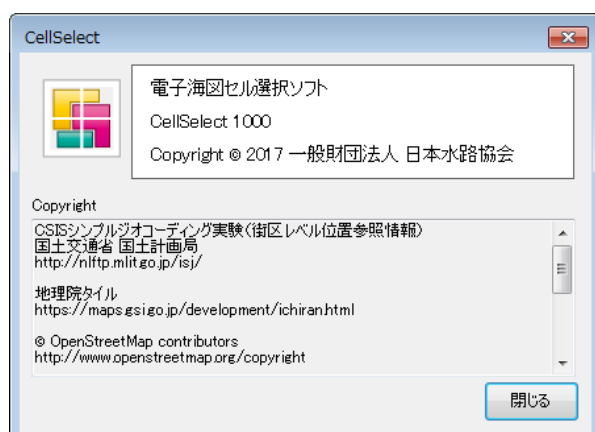 CellSelect
電子海図セル選択ソフト
CellSelect 1000
Copyright © 2017 一般財団法人 日本水路協会
Copyright
CSISシンプルジオコーディング実験(街区レベル位置参照情報)
国土交通省 国土計画局
http://nlftp.mlit.go.jp/isj/
地理院タイル
https://maps.gsi.go.jp/development/ichiran.html
© OpenStreetMap contributors
http://www.openstreetmap.org/copyright
閉じる